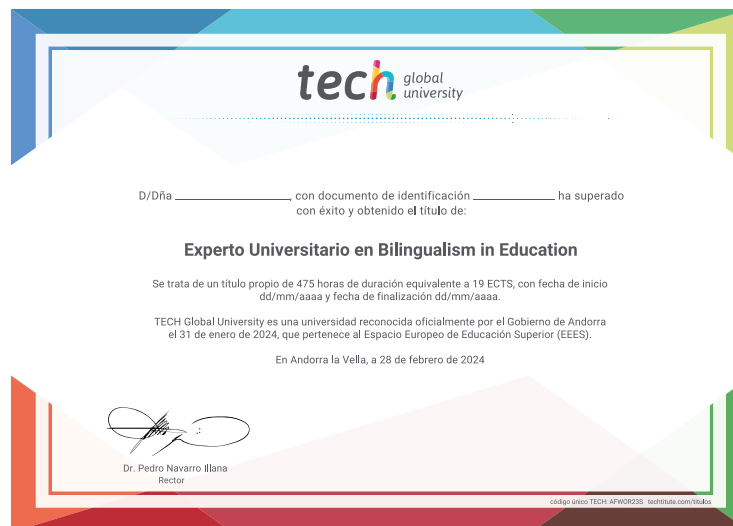 tech global university
D/Dña ____________________, con documento de identificación ______________ ha superado
con éxito y obtenido el título de:
Experto Universitario en Bilingualism in Education
Se trata de un título propio de 475 horas de duración equivalente a 19 ECTS, con fecha de inicio
dd/mm/aaaa y fecha de finalización dd/mm/aaaa.
TECH Global University es una universidad reconocida oficialmente por el Gobierno de Andorra
el 31 de enero de 2024, que pertenece al Espacio Europeo de Educación Superior (EEES).
En Andorra la Vella, a 28 de febrero de 2024
Dr. Pedro Navarro Illana
Rector
código único TECH: AFWOR23S techtitute.com/titulos